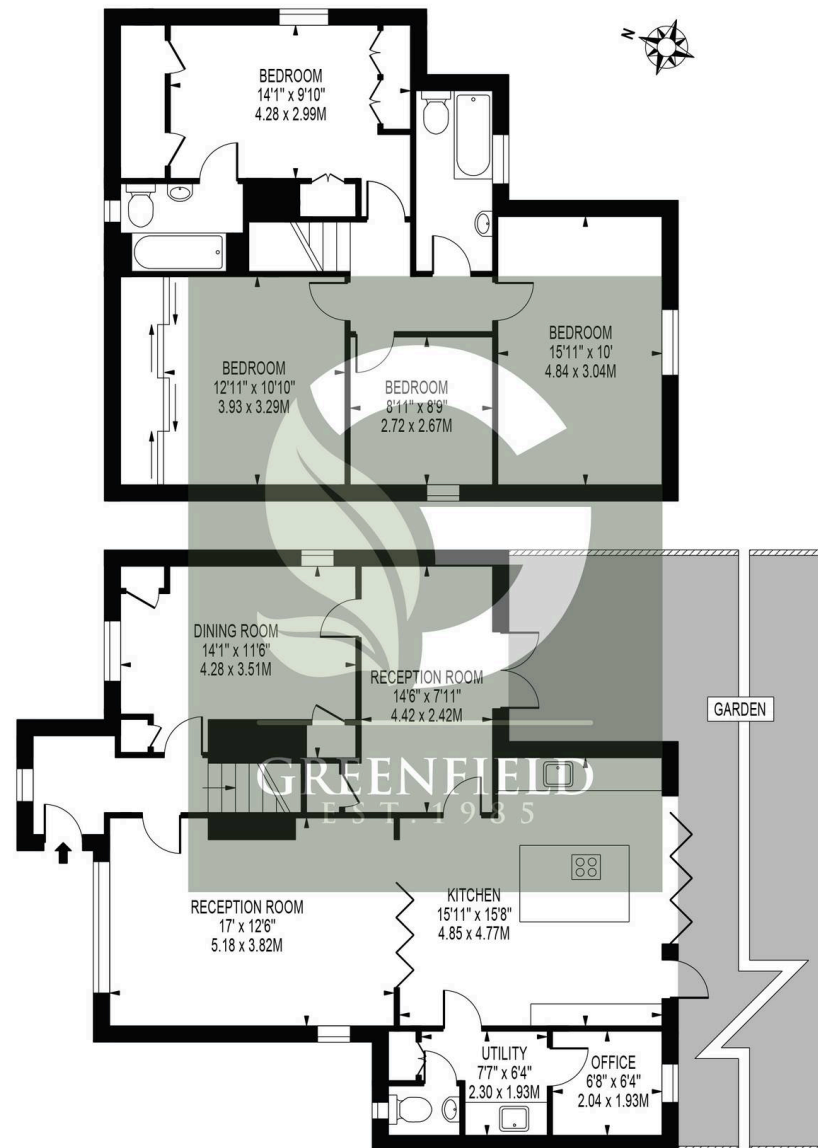 N
BEDROOM
14'1" x 9'10"
4.28 x 2.99M
BEDROOM
12'11" x 10'10"
3.93 x 3.29M
BEDROOM
8'11" x 8'9"
2.72 x 2.67M
BEDROOM
15'11" x 10'
4.84 x 3.04M
DINING ROOM
14'1" x 11'6"
4.28 x 3.51M
RECEPTION ROOM
14'6" x 7'11"
4.42 x 2.42M
GARDEN
GREENFIELD
EST. 1985
RECEPTION ROOM
17' x 12'6"
5.18 x 3.82M
KITCHEN
15'11" x 15'8"
4.85 x 4.77M
UTILITY
7'7" x 6'4"
2.30 x 1.93M
OFFICE
6'8" x 6'4"
2.04 x 1.93M